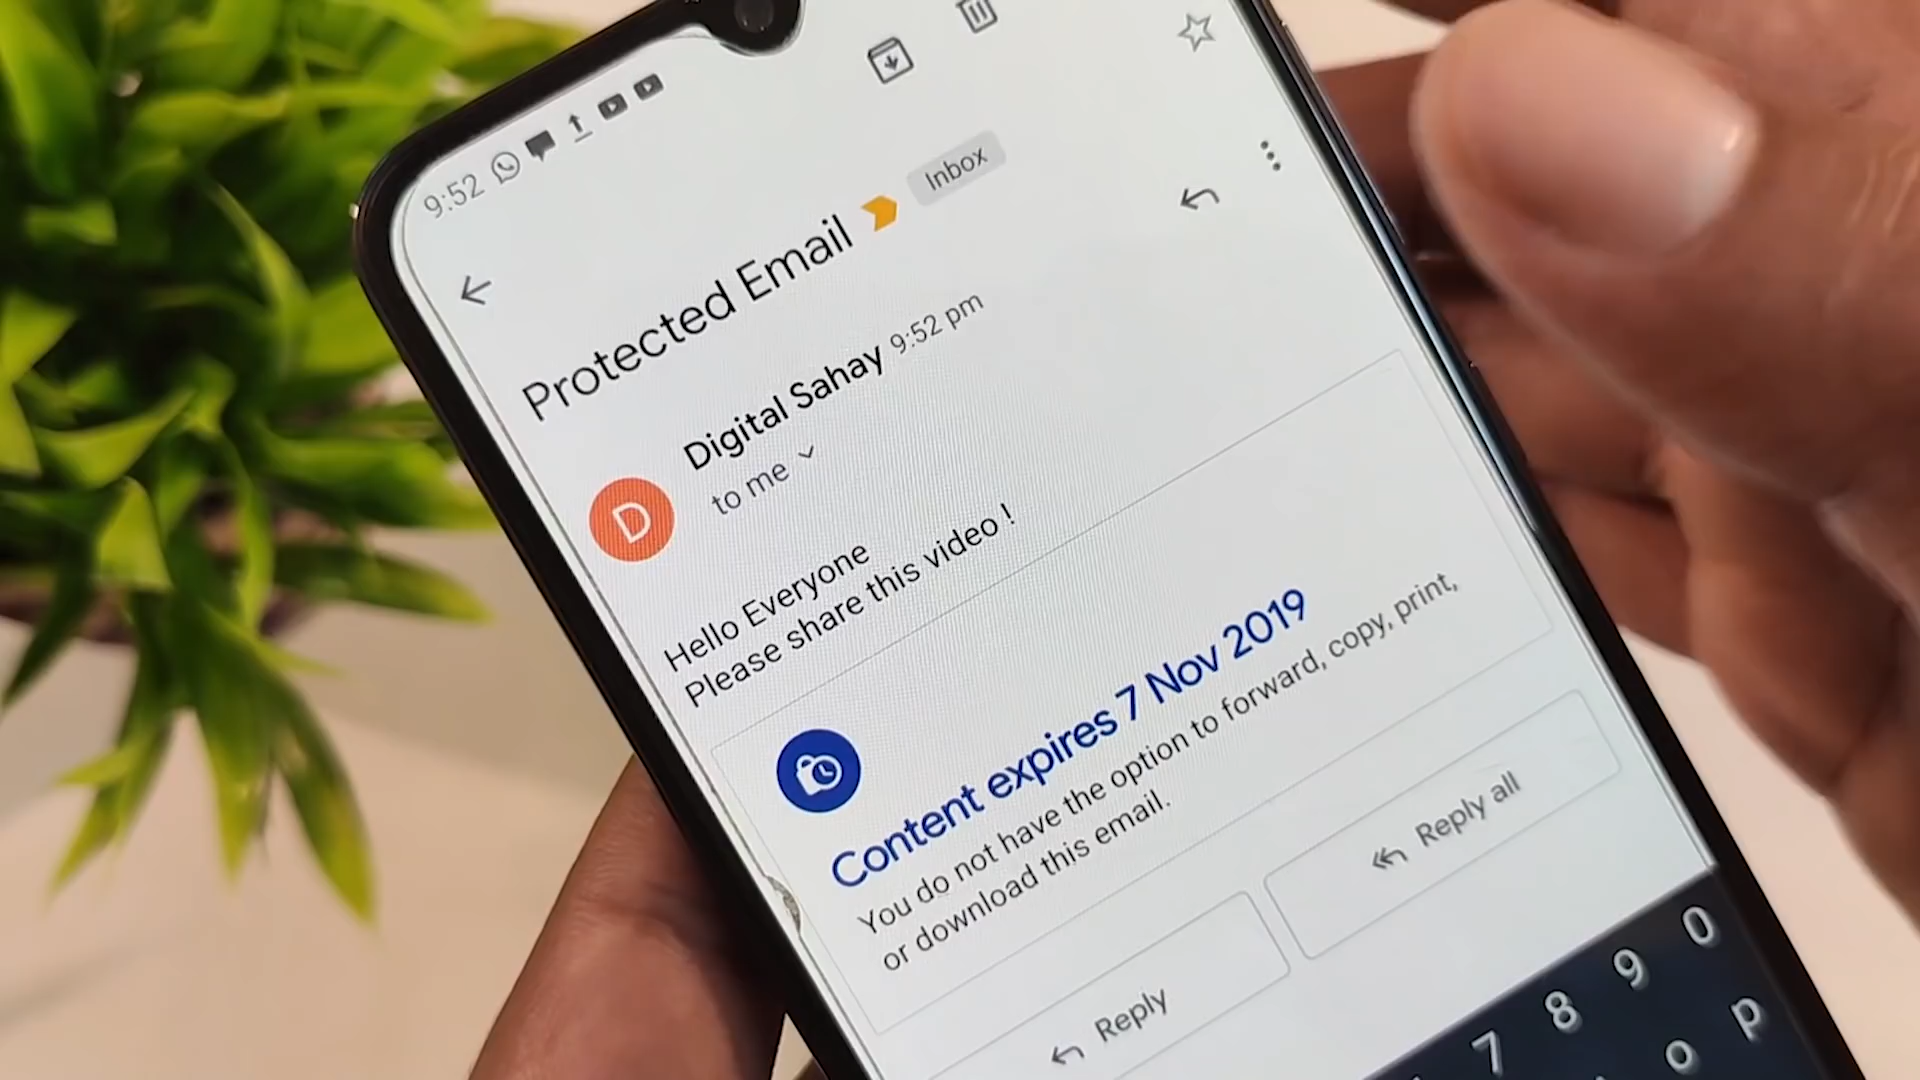 9:52
Protected Email
Inbox
D
Digital Sahay 9:52 pm
to me
Hello Everyone
Please share this video !
Content expires 7 Nov 2019
You do not have the option to forward, copy, print,
or download this email.
Reply
Reply all
7 8 9 0
o p